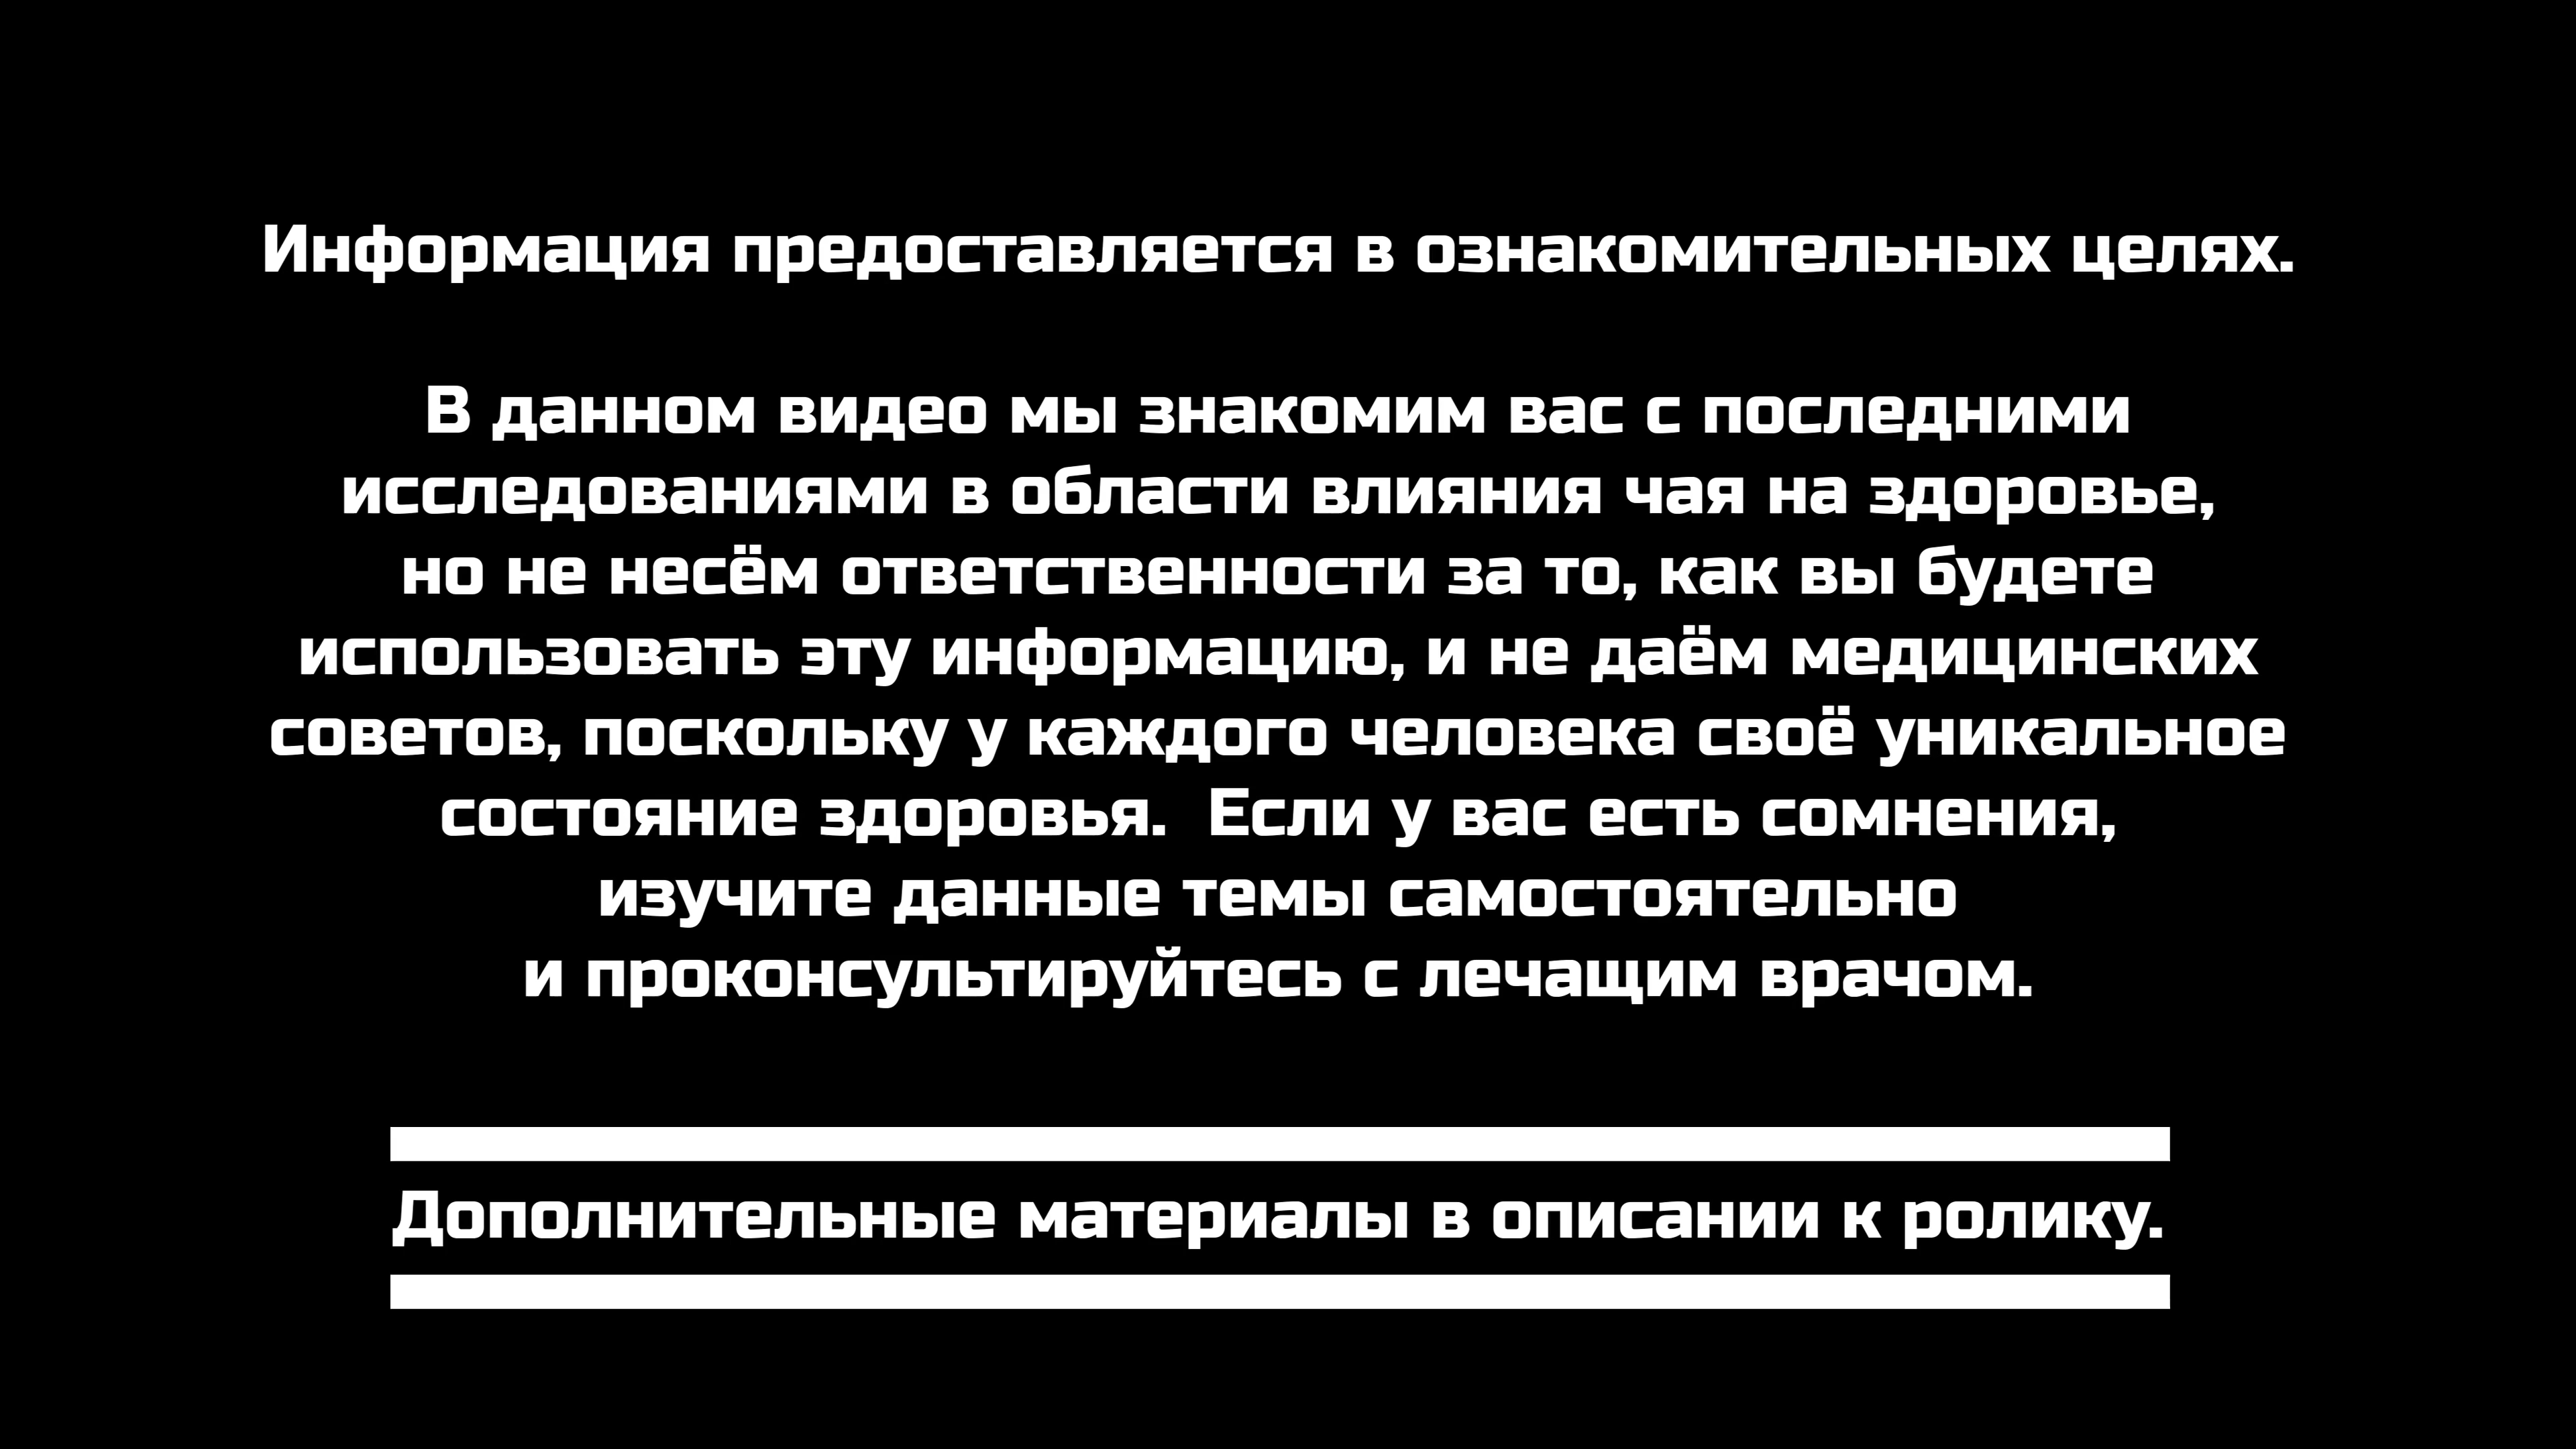 Информация предоставляется в ознакомительных целях.
В данном видео мы знакомим вас с последними
исследованиями в области влияния чая на здоровье,
но не несём ответственности за то, как вы будете
использовать эту информацию, и не даём медицинских
советов, поскольку у каждого человека своё уникальное
состояние здоровья.  Если у вас есть сомнения,
изучите данные темы самостоятельно
и проконсультируйтесь с лечащим врачом.
Дополнительные материалы в описании к ролику.